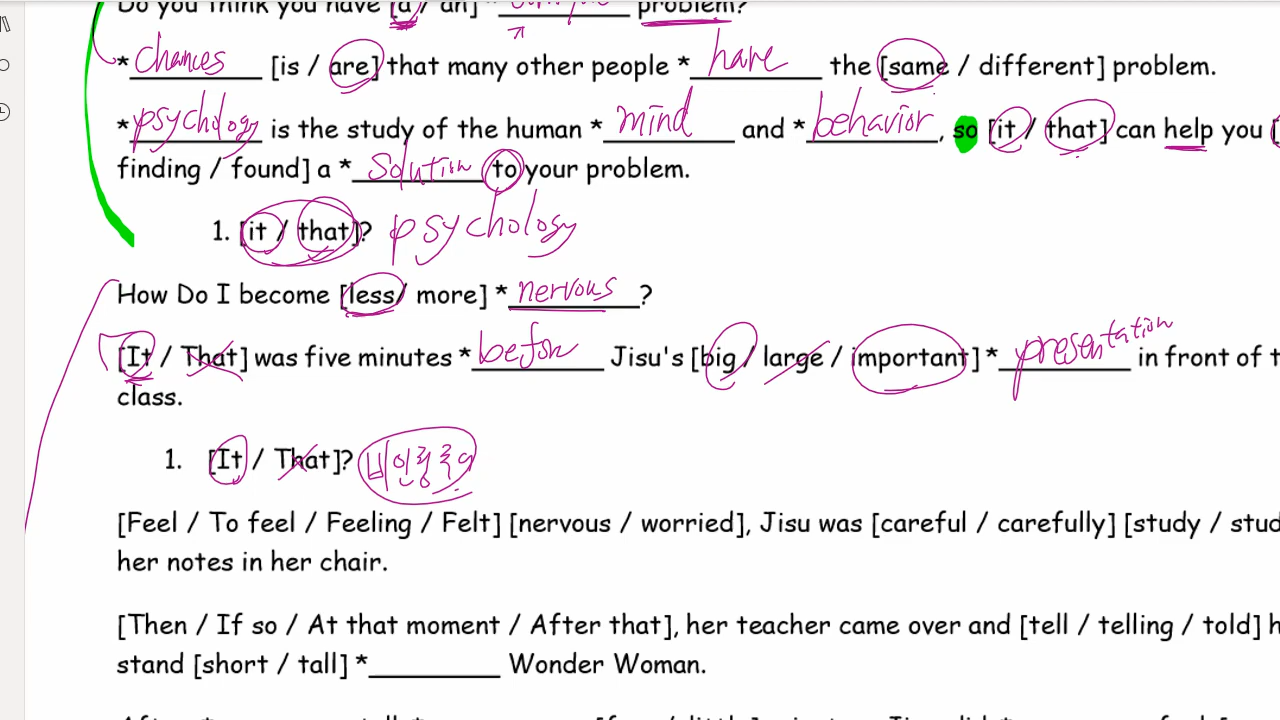 Do you think you have [a / an] * problem?
*chances [is / are] that many other people *have the [same / different] problem.
*psychology is the study of the human *mind and *behavior, so [it / that] can help you [
finding / found] a *solution to your problem.
1. [it / that]? psychology
How Do I become [less / more] *nervous?
[It / That] was five minutes *before Jisu's [big / large / important] *presentation in front of t
class.
1. [It / That]? 비인칭주어
[Feel / To feel / Feeling / Felt] [nervous / worried], Jisu was [careful / carefully] [study / stud
her notes in her chair.
[Then / If so / At that moment / After that], her teacher came over and [tell / telling / told] h
stand [short / tall] *__________ Wonder Woman.